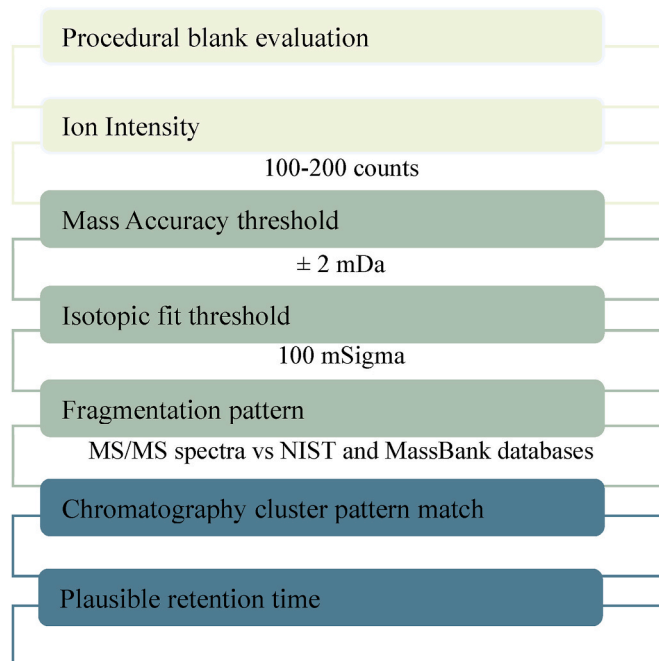 Procedural blank evaluation
Ion Intensity
100-200 counts
Mass Accuracy threshold
± 2 mDa
Isotopic fit threshold
100 mSigma
Fragmentation pattern
MS/MS spectra vs NIST and MassBank databases
Chromatography cluster pattern match
Plausible retention time